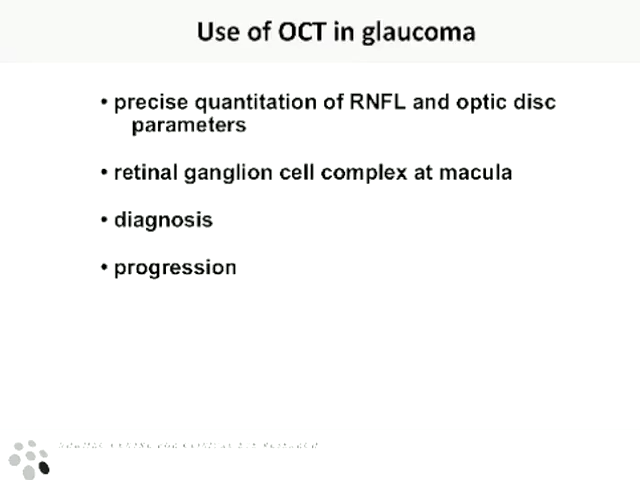 Use of OCT in glaucoma
• precise quantitation of RNFL and optic disc
parameters
• retinal ganglion cell complex at macula
• diagnosis
• progression